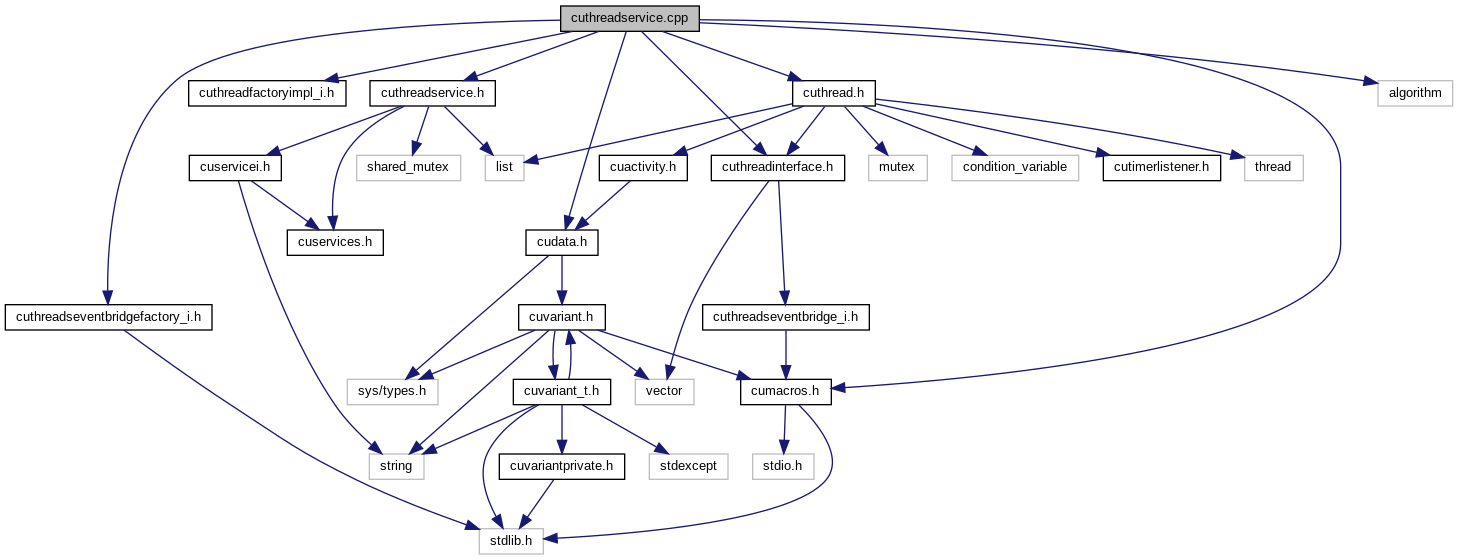 cuthreadservice.cpp
cuthreadfactoryimpl_i.h
cuthreadservice.h
cuthread.h
algorithm
cuservicei.h
shared_mutex
list
cuactivity.h
cuthreadinterface.h
mutex
condition_variable
cutimerlistener.h
thread
cuservices.h
cudata.h
cuthreadseventbridgefactory_i.h
cuvariant.h
cuthreadseventbridge_i.h
sys/types.h
cuvariant_t.h
vector
cumacros.h
string
cuvariantprivate.h
stdexcept
stdio.h
stdlib.h